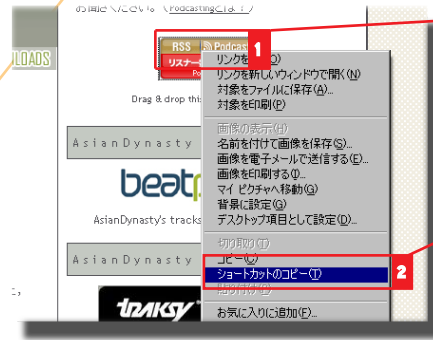 お聞きください。(Podcastingとは?)
RSS Podcas
1
リスナー
Po
Drag & drop thi
AsianDynasty
beatp
AsianDynasty's tracks
AsianDynasty
traksy
リンクを
リンクを新しいウィンドウで開く(N)
対象をファイルに保存(A)...
対象を印刷(P)
画像の表示(H)
名前を付けて画像を保存(S)...
画像を電子メールで送信する(E)...
画像を印刷する(I)...
マイ ピクチャへ移動(G)
背景に設定(G)
デスクトップ項目として設定(D)...
切り取り(T)
コピー(C)
ショートカットのコピー(T)
2
貼り付け(P)
お気に入りに追加(F)...